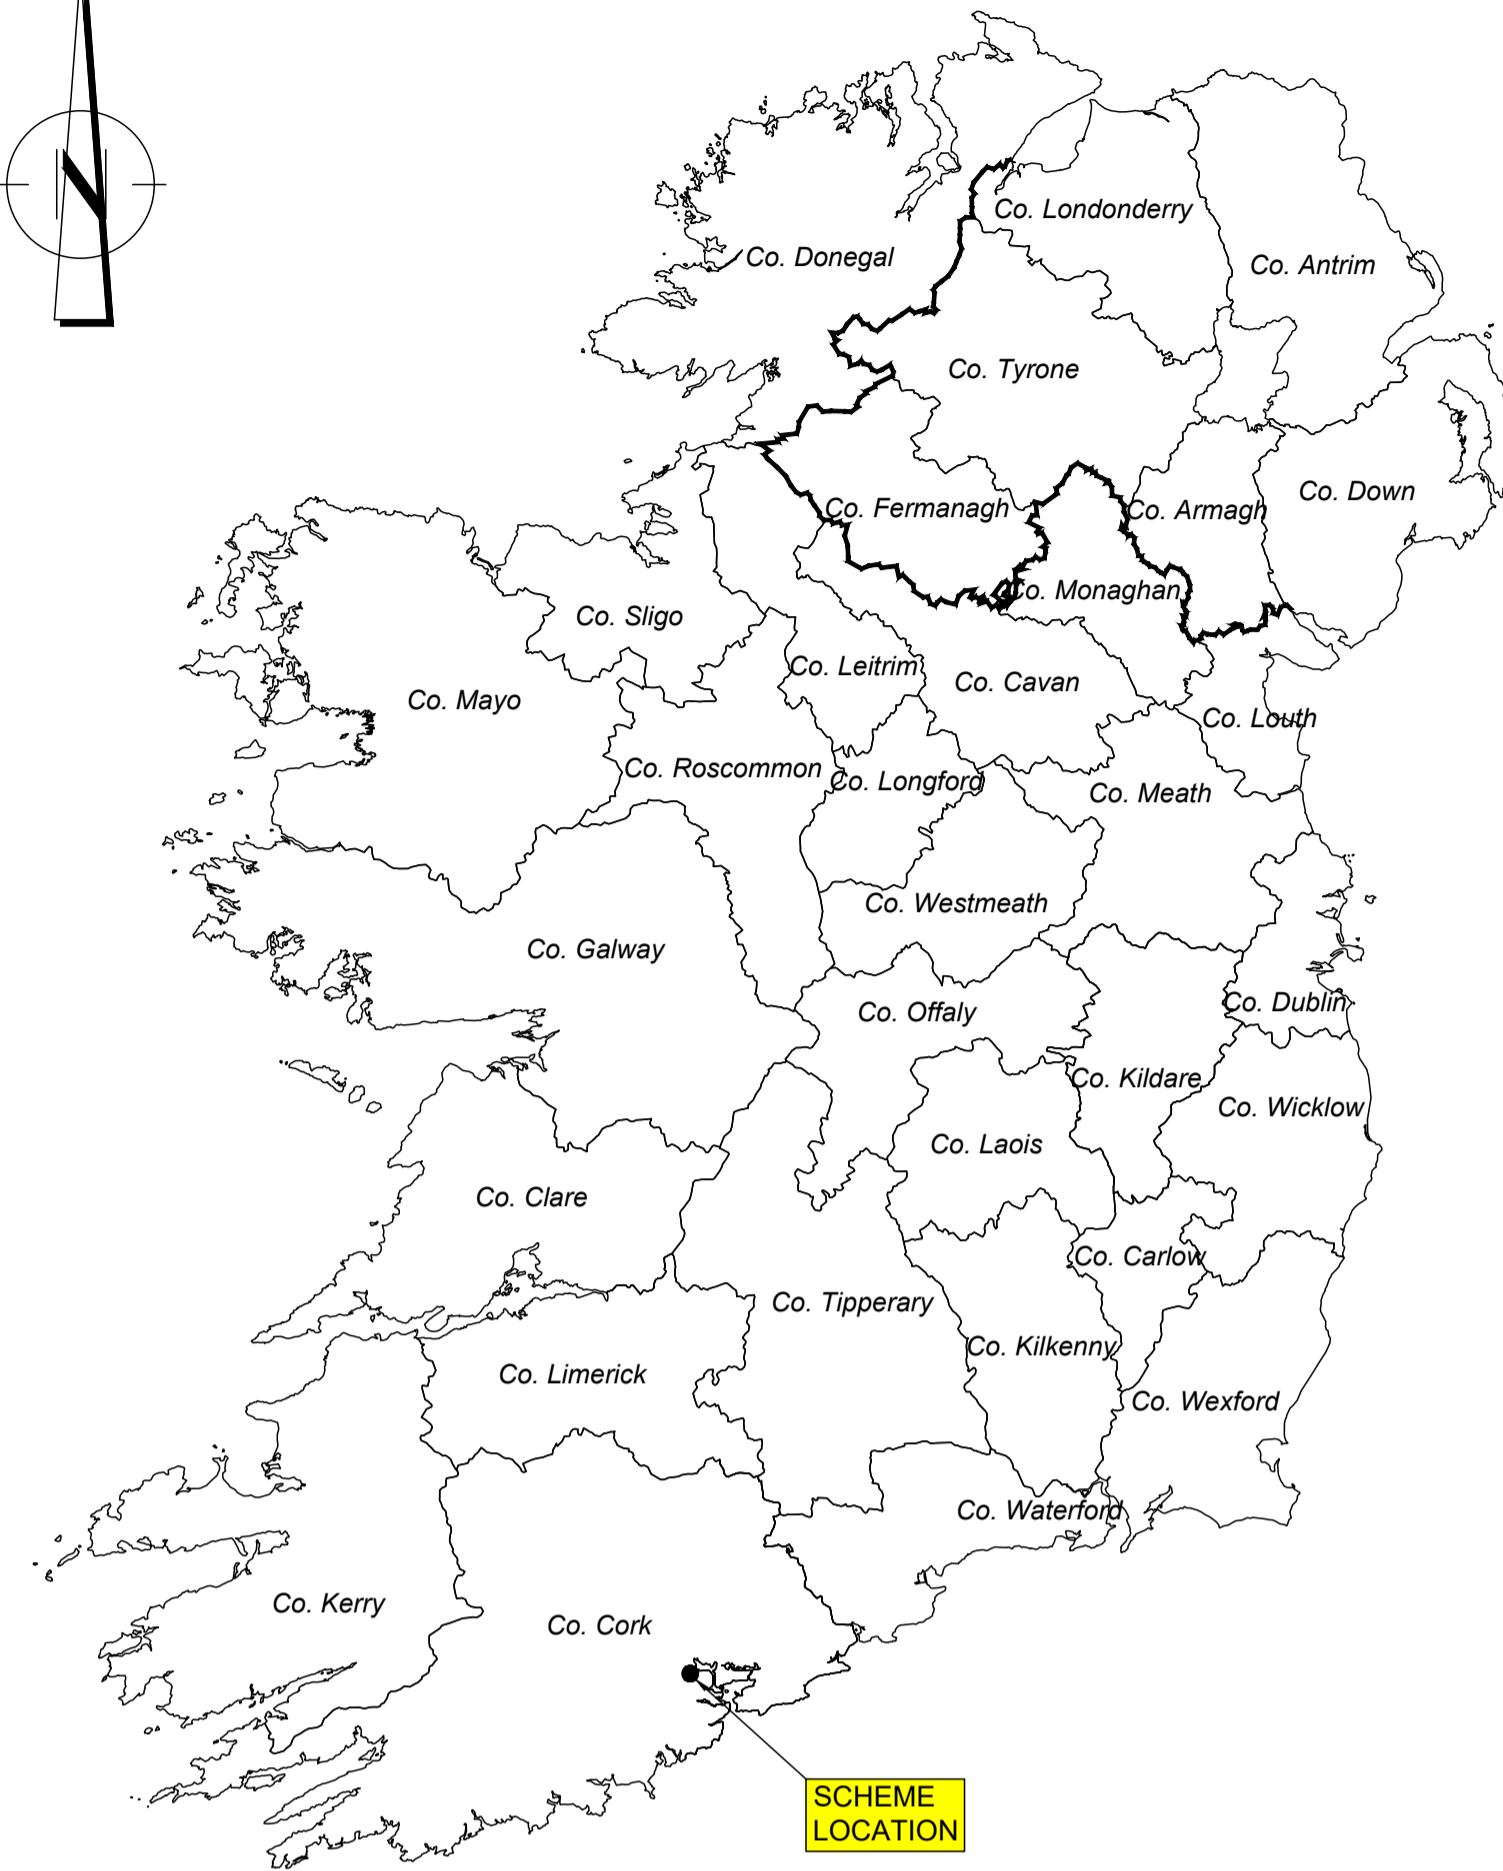 Co. Londonderry
Co. Donegal
Co. Antrim
Co. Tyrone
Co. Fermanagh
Co. Armagh
Co. Down
Co. Monaghan
Co. Sligo
Co. Leitrim
Co. Cavan
Co. Mayo
Co. Louth
Co. Roscommon
Co. Longford
Co. Meath
Co. Westmeath
Co. Galway
Co. Offaly
Co. Dublin
Co. Kildare
Co. Wicklow
Co. Laois
Co. Clare
Co. Carlow
Co. Tipperary
Co. Kilkenny
Co. Limerick
Co. Wexford
Co. Waterford
Co. Kerry
Co. Cork
SCHEME
LOCATION